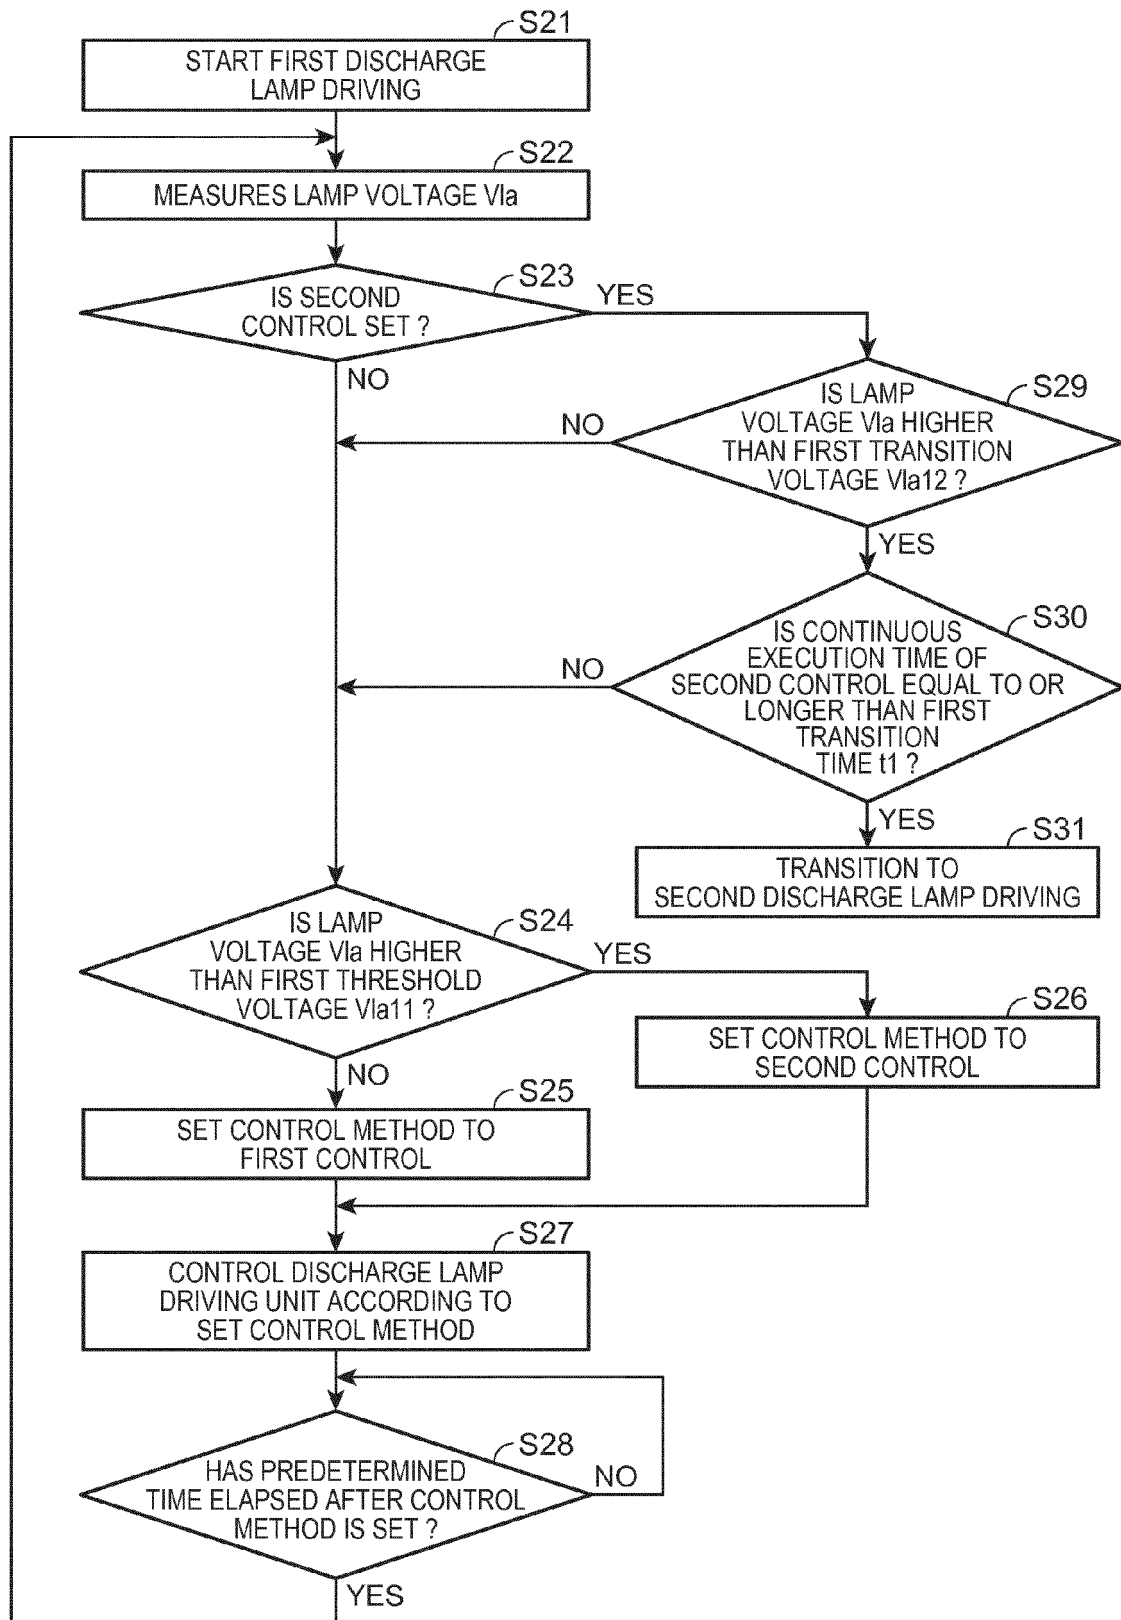 S21
START FIRST DISCHARGE
LAMP DRIVING
S22
MEASURES LAMP VOLTAGE Vla
S23
IS SECOND
CONTROL SET ?
YES
NO
S29
IS LAMP
VOLTAGE Vla HIGHER
THAN FIRST TRANSITION
VOLTAGE Vla12 ?
NO
YES
S30
IS CONTINUOUS
EXECUTION TIME OF
SECOND CONTROL EQUAL TO OR
LONGER THAN FIRST
TRANSITION
TIME t1 ?
NO
YES
S31
TRANSITION TO
SECOND DISCHARGE LAMP DRIVING
S24
IS LAMP
VOLTAGE Vla HIGHER
THAN FIRST THRESHOLD
VOLTAGE Vla11 ?
YES
NO
S26
SET CONTROL METHOD TO
SECOND CONTROL
S25
SET CONTROL METHOD TO
FIRST CONTROL
S27
CONTROL DISCHARGE LAMP
DRIVING UNIT ACCORDING TO
SET CONTROL METHOD
S28
HAS PREDETERMINED
TIME ELAPSED AFTER CONTROL
METHOD IS SET ?
NO
YES